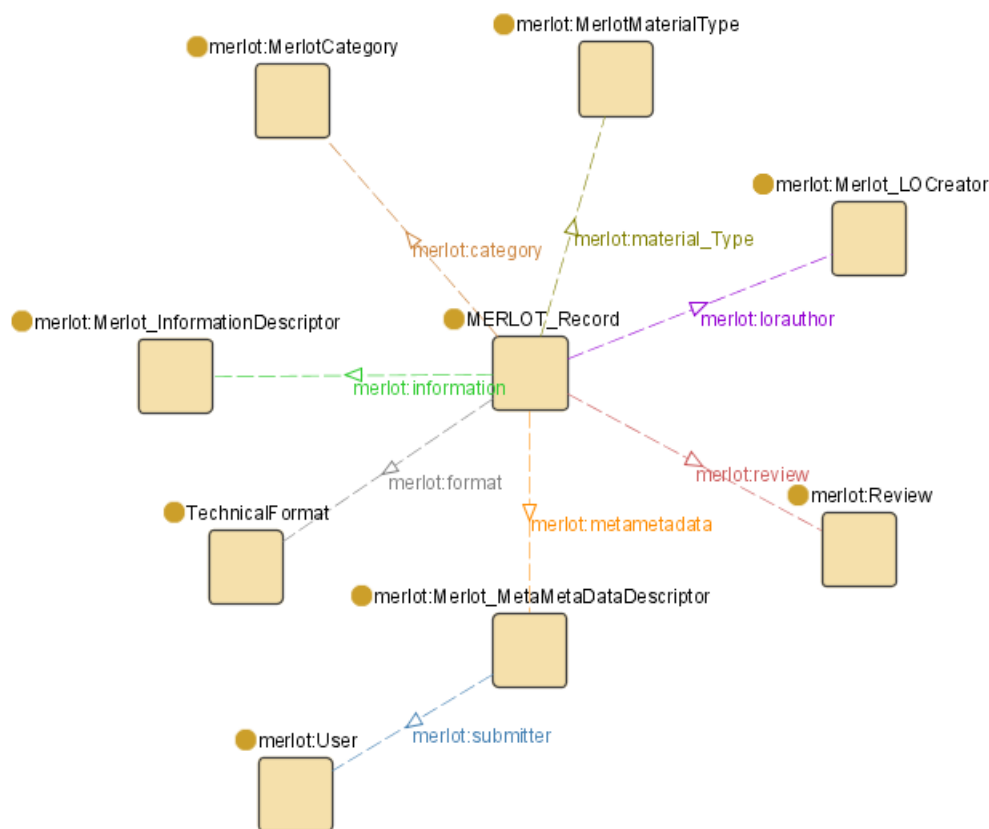 merlot:MerlotMaterialType
merlot:MerlotCategory
merlot:Merlot_LOCreator
merlot:material_Type
merlot:category
merlot:Merlot_InformationDescriptor
MERLOT_Record
merlot:lorauthor
merlot:information
merlot:review
merlot:format
merlot:Review
TechnicalFormat
merlot:metametadata
merlot:Merlot_MetaMetaDataDescriptor
merlot:submitter
merlot:User